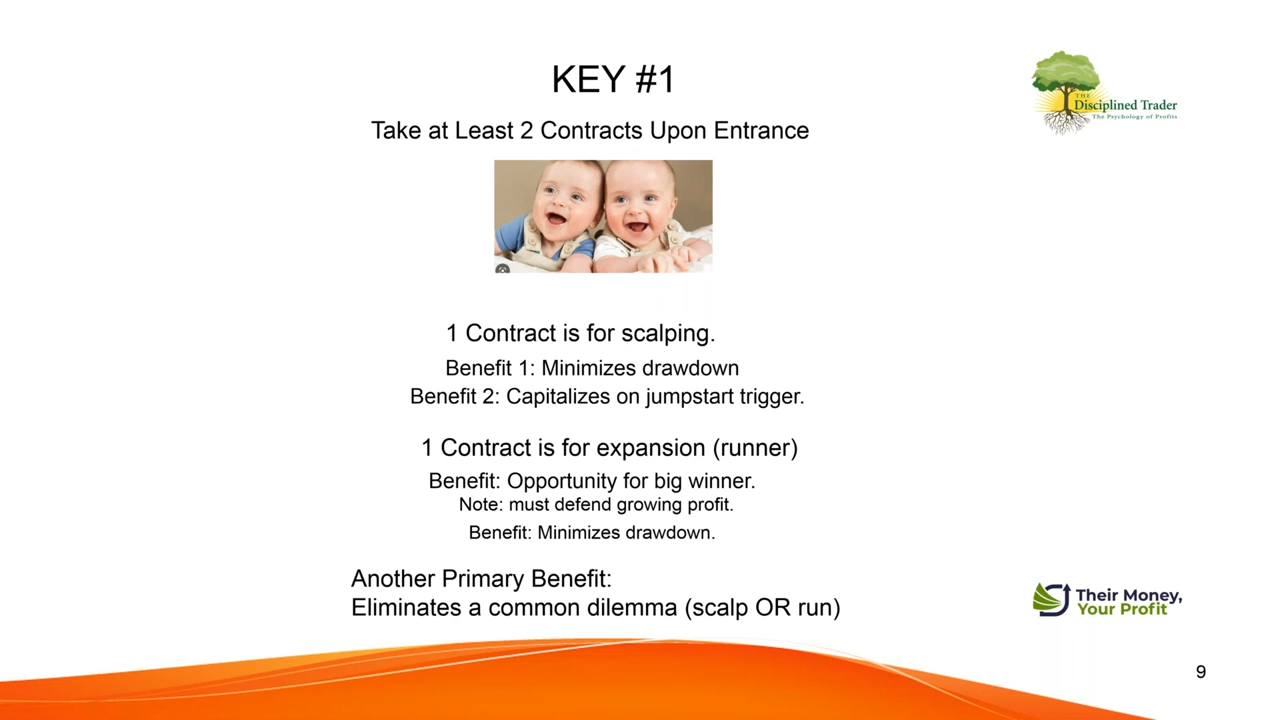 KEY #1
THE
Disciplined Trader
The Psychology of Profits
Take at Least 2 Contracts Upon Entrance
1 Contract is for scalping.
Benefit 1: Minimizes drawdown
Benefit 2: Capitalizes on jumpstart trigger.
1 Contract is for expansion (runner)
Benefit: Opportunity for big winner.
Note: must defend growing profit.
Benefit: Minimizes drawdown.
Another Primary Benefit:
Eliminates a common dilemma (scalp OR run)
Their Money,
Your Profit
9